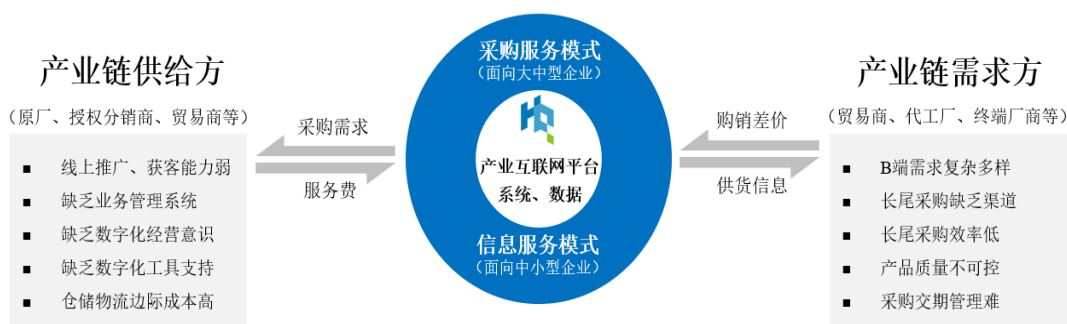 产业链供给方
(原厂、授权分销商、贸易商等)
■ 线上推广、获客能力弱
■ 缺乏业务管理系统
■ 缺乏数字化经营意识
■ 缺乏数字化工具支持
■ 仓储物流边际成本高
采购需求
服务费
采购服务模式
(面向大中型企业)
HQ
产业互联网平台
系统、数据
信息服务模式
(面向中小型企业)
购销差价
供货信息
产业链需求方
(贸易商、代工厂、终端厂商等)
■ B端需求复杂多样
■ 长尾采购缺乏渠道
■ 长尾采购效率低
■ 产品质量不可控
■ 采购交期管理难